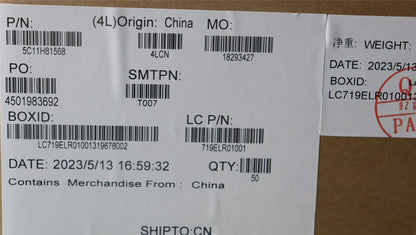 P/N:
(4L)Origin: China
MO:
5C11H81568
4LCN
18293427
PO:
SMTPN:
4501983692
T007
BOXID:
LC P/N:
LC719ELR01001319678002
719ELR01001
DATE: 2023/5/13 16:59:32
QTY:
50
Contains Merchandise From : China
SHIPTO:CN
净重: WEIGHT:
DATE: 2023/5/13
BOXID:
LC719ELR010013
PA